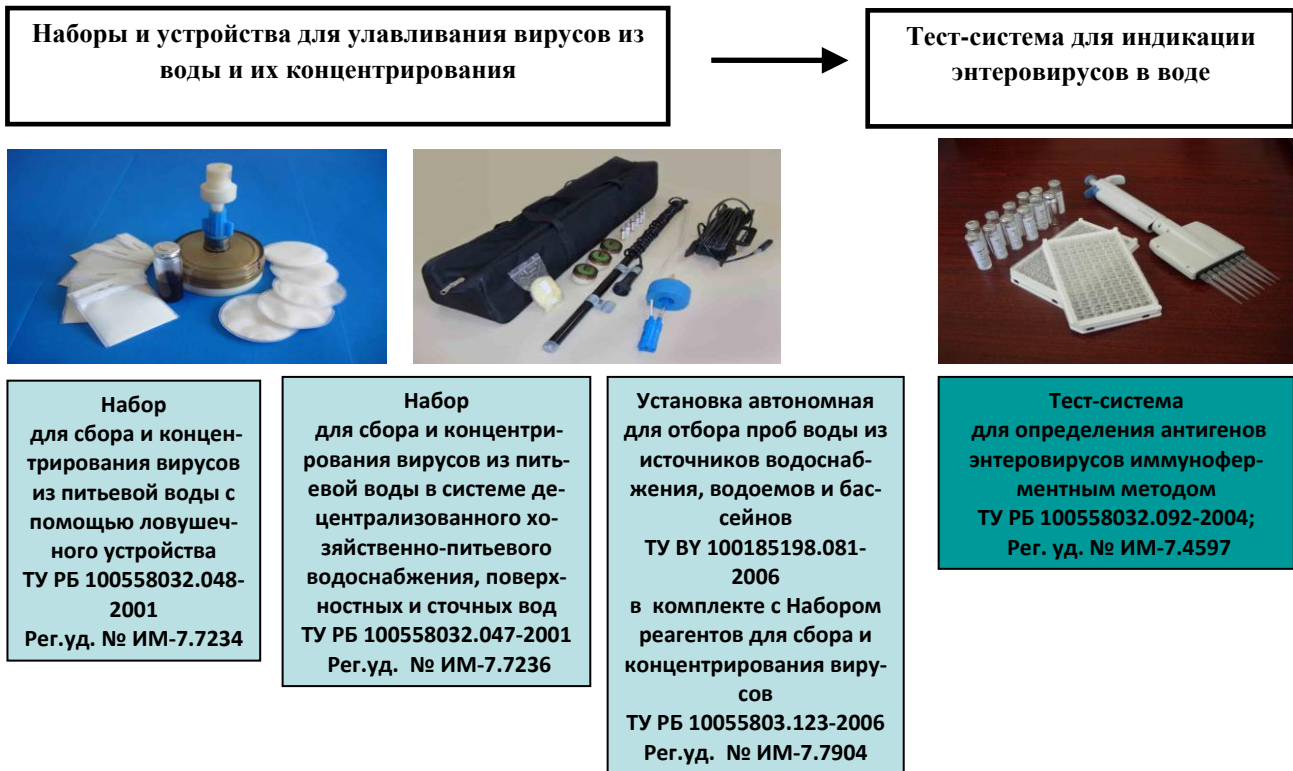 Наборы и устройства для улавливания вирусов из
воды и их концентрирования
Тест-система для индикации
энтеровирусов в воде
Набор
для сбора и концен-
трирования вирусов
из питьевой воды с
помощью ловушеч-
ного устройства
ТУ РБ 100558032.048-
2001
Рег.уд. № ИМ-7.7234
Набор
для сбора и концентри-
рования вирусов из пить-
евой воды в системе де-
централизованного хо-
зяйственно-питьевого
водоснабжения, поверх-
ностных и сточных вод
ТУ РБ 100558032.047-2001
Рег.уд. № ИМ-7.7236
Установка автономная
для отбора проб воды из
источников водоснаб-
жения, водоемов и бас-
сейнов
ТУ BY 100185198.081-
2006
в комплекте с Набором
реагентов для сбора и
концентрирования виру-
сов
ТУ РБ 10055803.123-2006
Рег.уд. № ИМ-7.7904
Тест-система
для определения антигенов
энтеровирусов иммунофер-
ментным методом
ТУ РБ 100558032.092-2004;
Рег. уд. № ИМ-7.4597